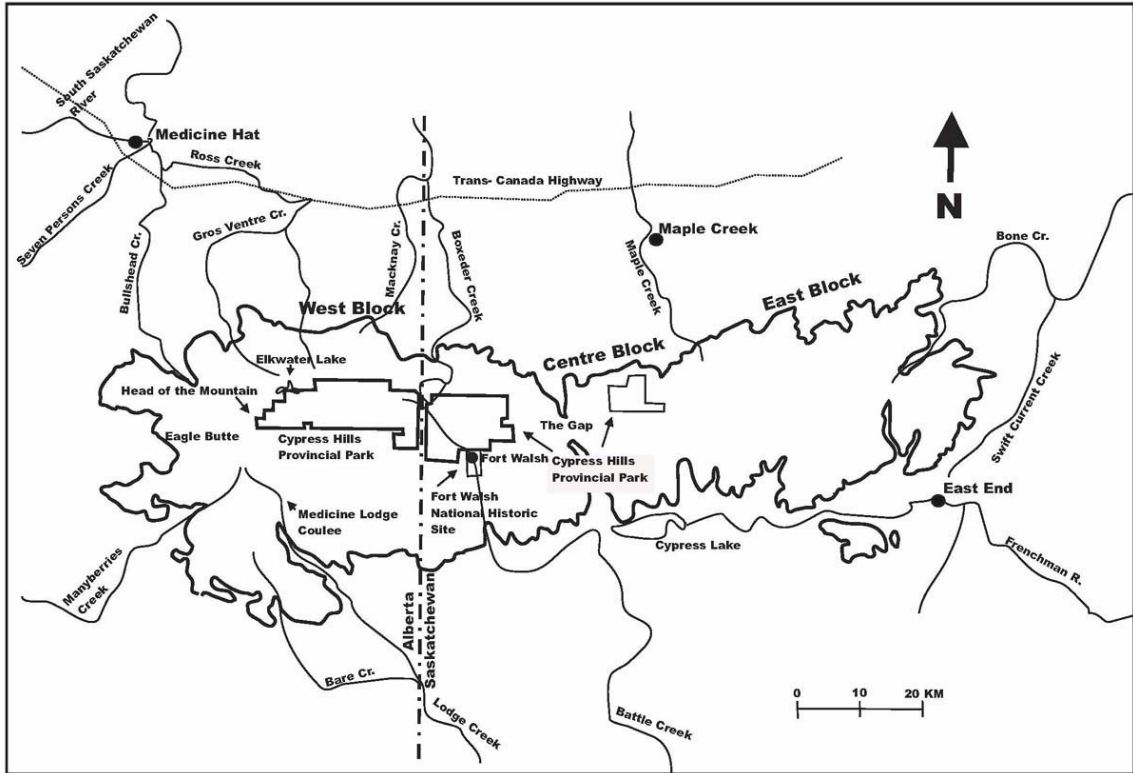 South Saskatchewan
River
Medicine Hat
Ross Creek
Seven Persons Creek
Trans- Canada Highway
N
Gros Ventre Cr.
Macknay Cr.
Boxeder Creek
Maple Creek
Maple Creek
Bone Cr.
Bullshead Cr.
West Block
East Block
Centre Block
Elkwater Lake
Head of the Mountain
Swift Current Creek
The Gap
Eagle Butte
Cypress Hills
Provincial Park
Fort Walsh
Cypress Hills
Provincial Park
East End
Fort Walsh
National Historic
Site
Medicine Lodge
Coulee
Cypress Lake
Frenchman R.
Manyberries
Creek
Alberta
Saskatchewan
Bare Cr.
Lodge Creek
Battle Creek
0 10 20 KM